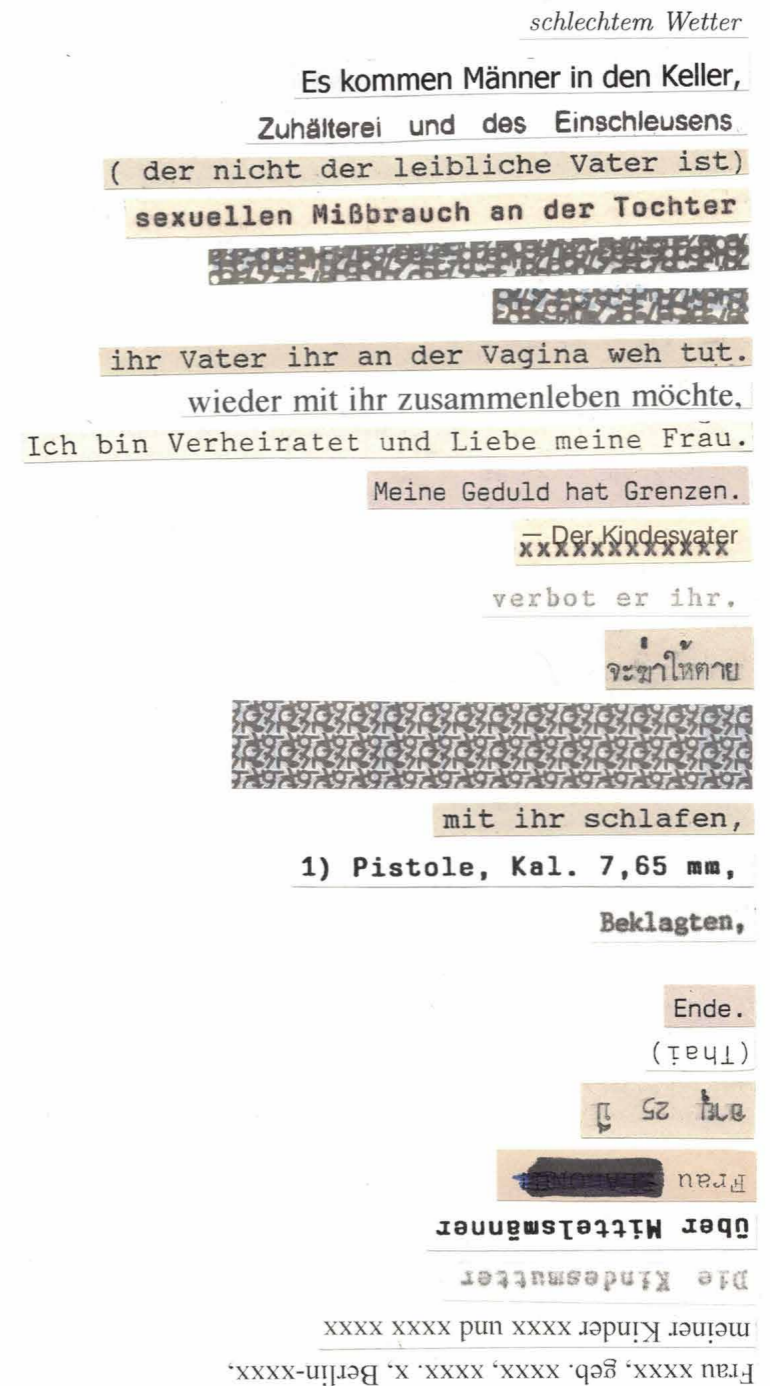 schlechtem Wetter
Es kommen Männer in den Keller,
Zuhälterei und des Einschleusens
( der nicht der leibliche Vater ist)
sexuellen Mißbrauch an der Tochter
ihr Vater ihr an der Vagina weh tut.
wieder mit ihr zusammenleben möchte,
Ich bin Verheiratet und Liebe meine Frau.
Meine Geduld hat Grenzen.
– Der Kindesvater
xxxxxxxxxxxx
verbot er ihr.
จะฆ่าให้ตาย
mit ihr schlafen,
1) Pistole, Kal. 7,65 mm,
Beklagten,
Ende.
(Thai)
อายุ 25 ปี
Frau
über Mittelsmänner
Die Kindesmutter
meiner Kinder xxxx und xxxx xxxx
Frau xxxx, geb. xxxx, xxxx. x, Berlin-xxxx,